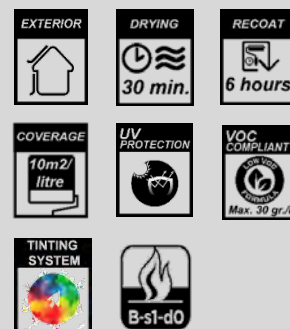 EXTERIOR
DRYING
30 min.
RECOAT
6 hours
COVERAGE
10m2/
litre
UV
PROTECTION
VOC
COMPLIANT
LOW VOC
FORMULA
Max. 30 gr./
TINTING
SYSTEM
B-s1-d0